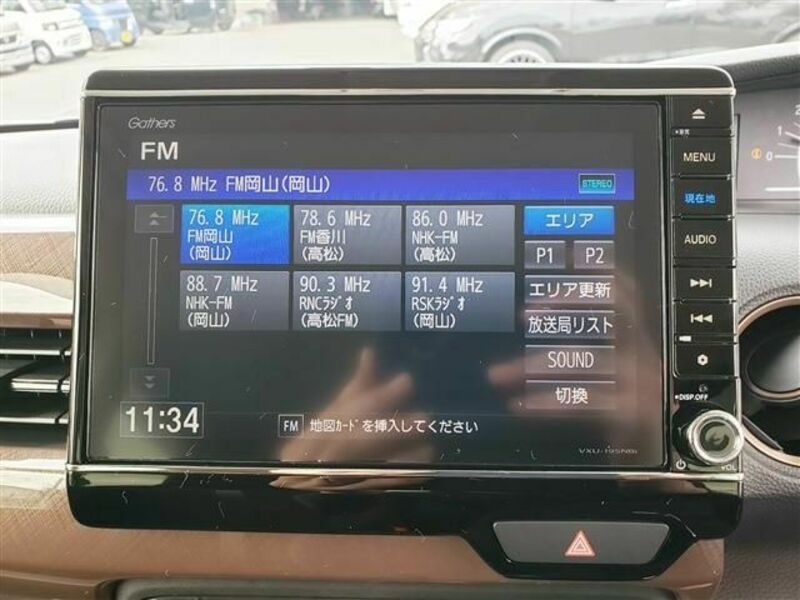 Gathers
FM
76.8 MHz FM岡山(岡山)
STEREO
76.8 MHz
FM岡山
(岡山)
78.6 MHz
FM香川
(高松)
86.0 MHz
NHK-FM
(高松)
88.7 MHz
NHK-FM
(岡山)
90.3 MHz
RNCﾗｼﾞｵ
(高松FM)
91.4 MHz
RSKﾗｼﾞｵ
(岡山)
エリア
P1
P2
エリア更新
放送局リスト
SOUND
切換
11:34
FM 地図ｶｰﾄﾞを挿入してください
VXU-195NBi
MENU
現在地
AUDIO
DISP.OFF
VOL
0
1
2